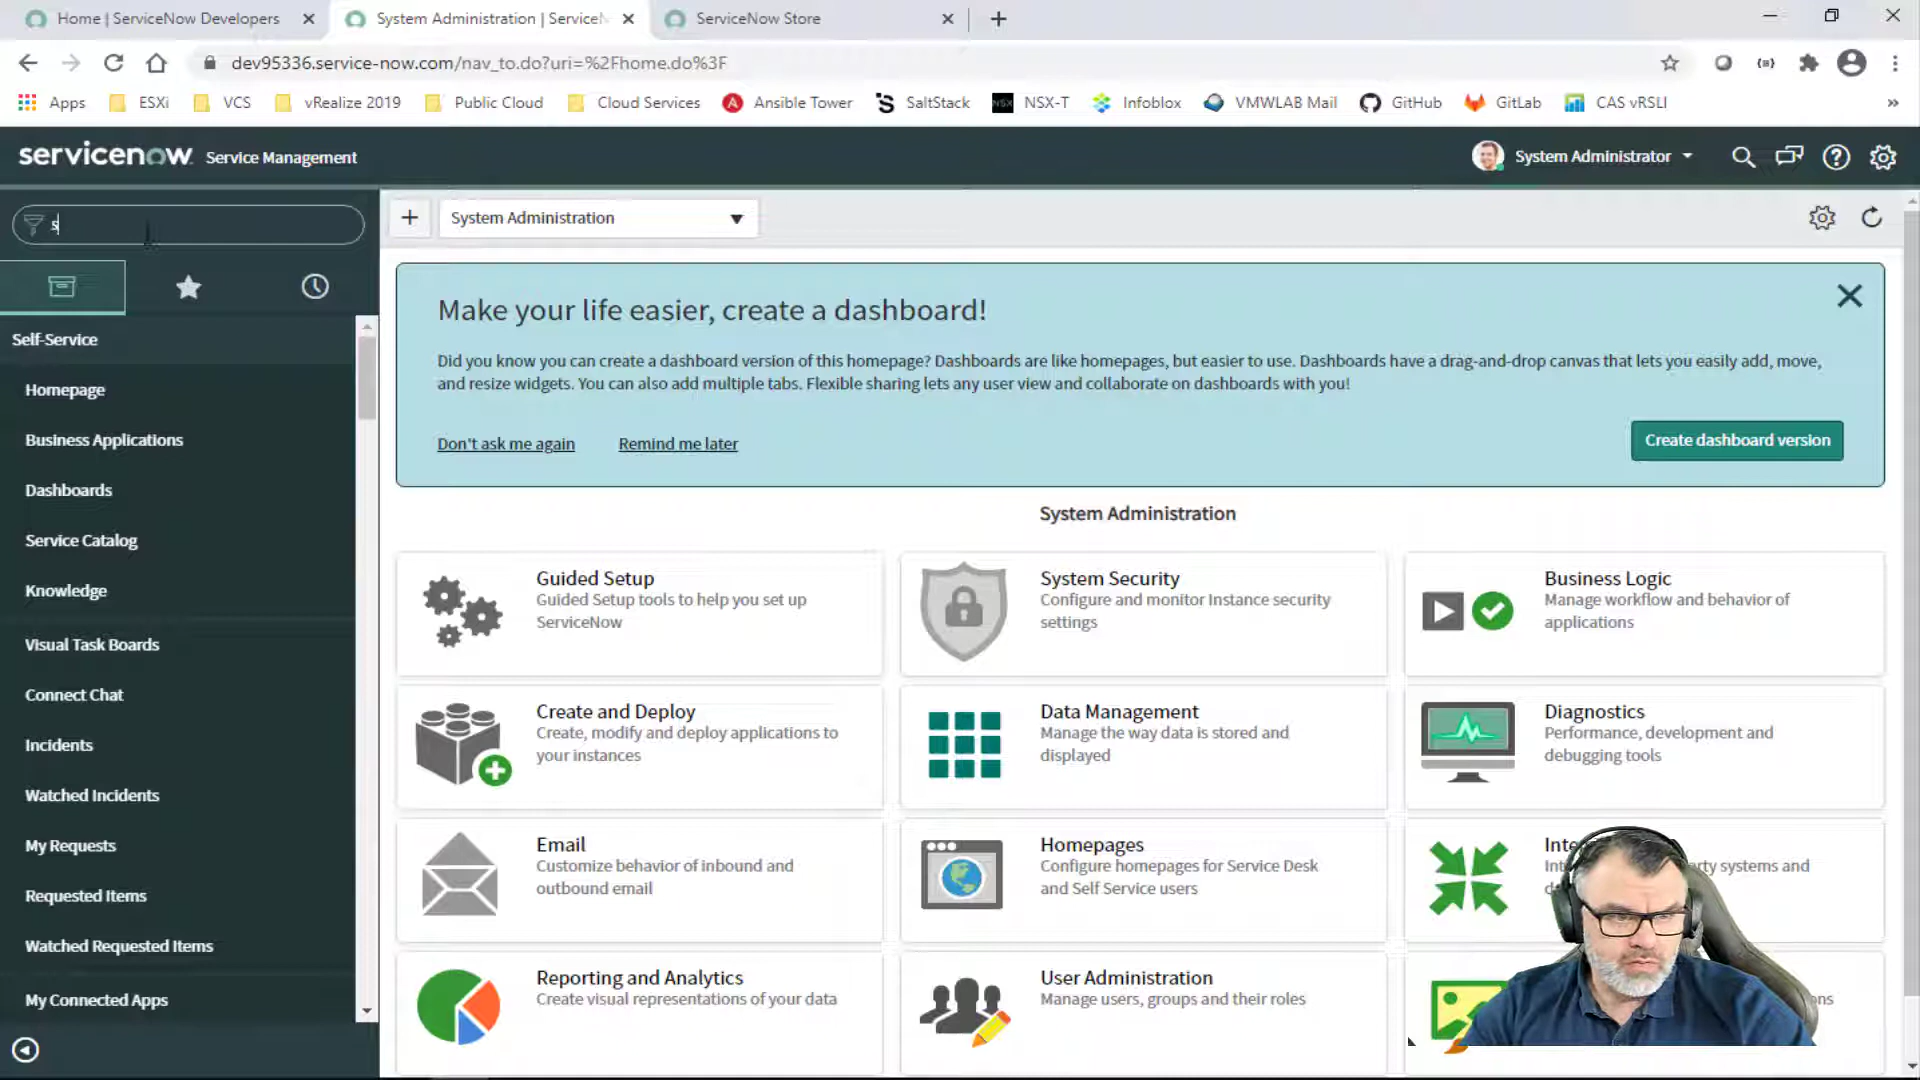 Home | ServiceNow Developers
System Administration | ServiceN
ServiceNow Store
dev95336.service-now.com/nav_to.do?uri=%2Fhome.do%3F
Apps
ESXi
VCS
vRealize 2019
Public Cloud
Cloud Services
Ansible Tower
SaltStack
NSX-T
Infoblox
VMWLAB Mail
GitHub
GitLab
CAS vRSLI
servicenow
Service Management
System Administrator
s
System Administration
Make your life easier, create a dashboard!
Did you know you can create a dashboard version of this homepage? Dashboards are like homepages, but easier to use. Dashboards have a drag-and-drop canvas that lets you easily add, move,
and resize widgets. You can also add multiple tabs. Flexible sharing lets any user view and collaborate on dashboards with you!
Don't ask me again
Remind me later
Create dashboard version
Self-Service
Homepage
Business Applications
Dashboards
Service Catalog
Knowledge
Visual Task Boards
Connect Chat
Incidents
Watched Incidents
My Requests
Requested Items
Watched Requested Items
My Connected Apps
System Administration
Guided Setup
Guided Setup tools to help you set up
ServiceNow
System Security
Configure and monitor Instance security
settings
Business Logic
Manage workflow and behavior of
applications
Create and Deploy
Create, modify and deploy applications to
your instances
Data Management
Manage the way data is stored and
displayed
Diagnostics
Performance, development and
debugging tools
Email
Customize behavior of inbound and
outbound email
Homepages
Configure homepages for Service Desk
and Self Service users
systems and
Reporting and Analytics
Create visual representations of your data
User Administration
Manage users, groups and their roles